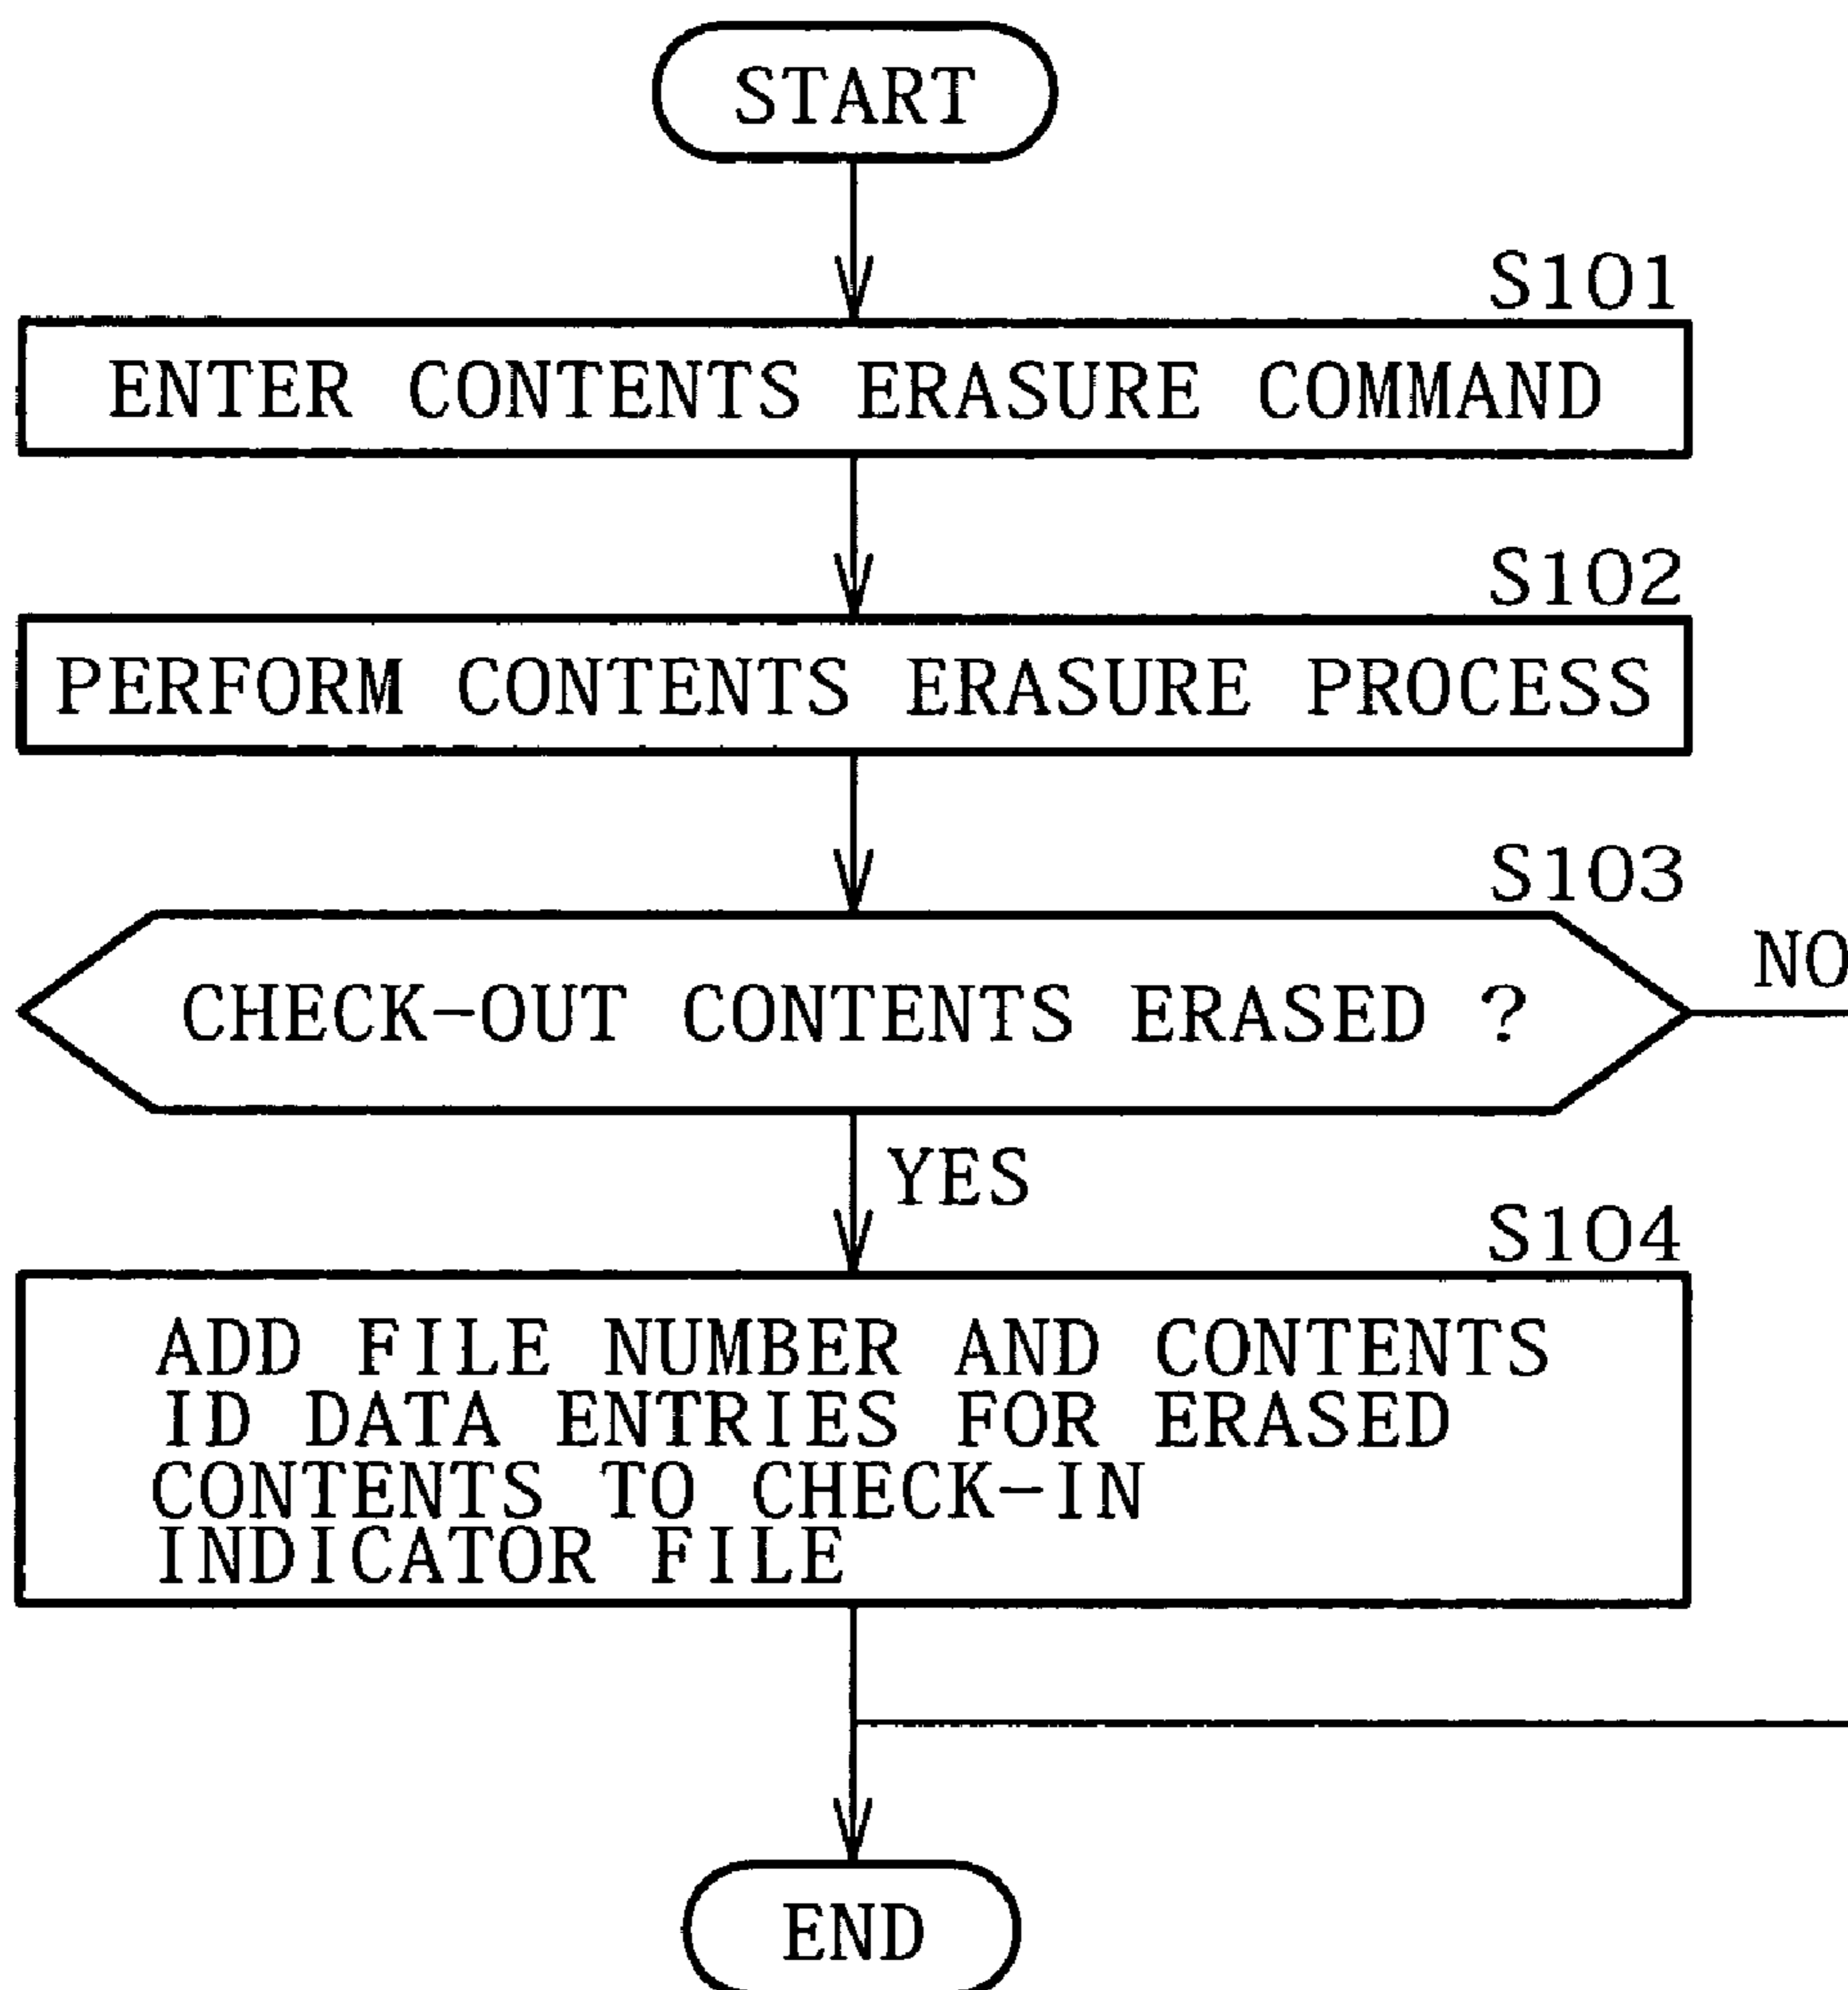 START
S101
ENTER CONTENTS ERASURE COMMAND
S102
PERFORM CONTENTS ERASURE PROCESS
S103
NO
CHECK-OUT CONTENTS ERASED ?
YES
S104
ADD FILE NUMBER AND CONTENTS
ID DATA ENTRIES FOR ERASED
CONTENTS TO CHECK-IN
INDICATOR FILE
END